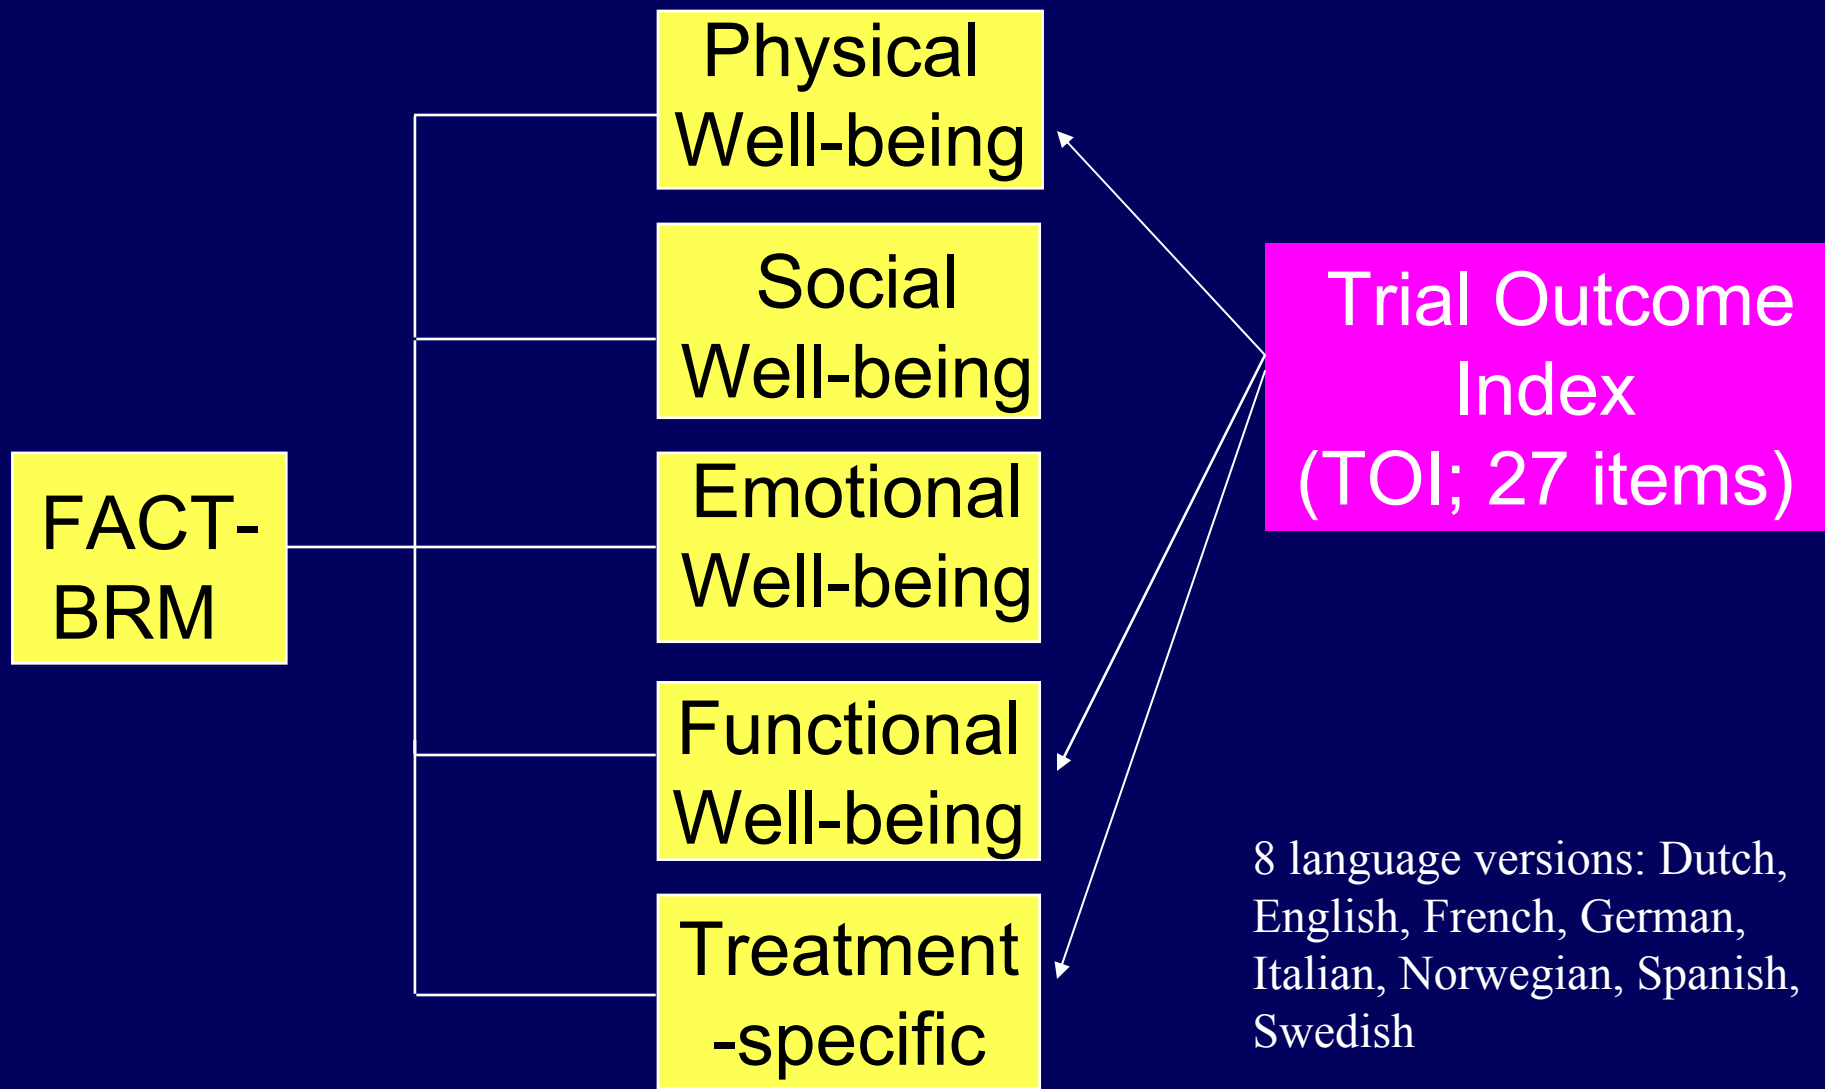 Physical
Well-being
Social
Well-being
Emotional
Well-being
Functional
Well-being
Treatment
-specific
FACT-
BRM
Trial Outcome
Index
(TOI; 27 items)
8 language versions: Dutch,
English, French, German,
Italian, Norwegian, Spanish,
Swedish